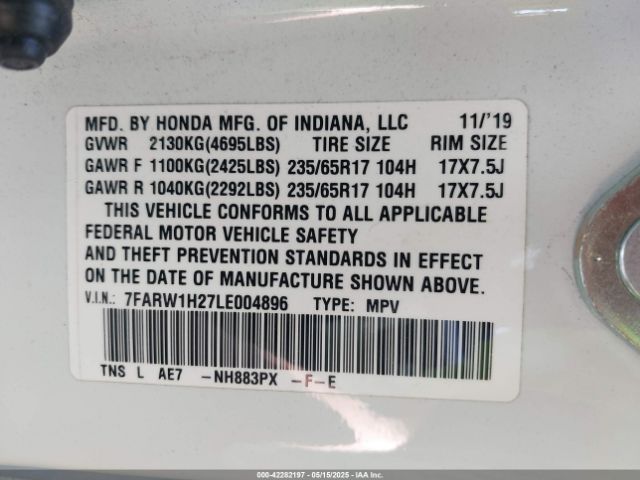 MFD. BY HONDA MFG. OF INDIANA, LLC 11/'19
GVWR 2130KG(4695LBS) TIRE SIZE RIM SIZE
GAWR F 1100KG(2425LBS) 235/65R17 104H 17X7.5J
GAWR R 1040KG(2292LBS) 235/65R17 104H 17X7.5J
THIS VEHICLE CONFORMS TO ALL APPLICABLE
FEDERAL MOTOR VEHICLE SAFETY
AND THEFT PREVENTION STANDARDS IN EFFECT
ON THE DATE OF MANUFACTURE SHOWN ABOVE.
V.I.N.: 7FARW1H27LE004896 TYPE: MPV
TNS L AE7 -NH883PX -F-E
000-42282197 - 05/15/2025 - IAAI.COM